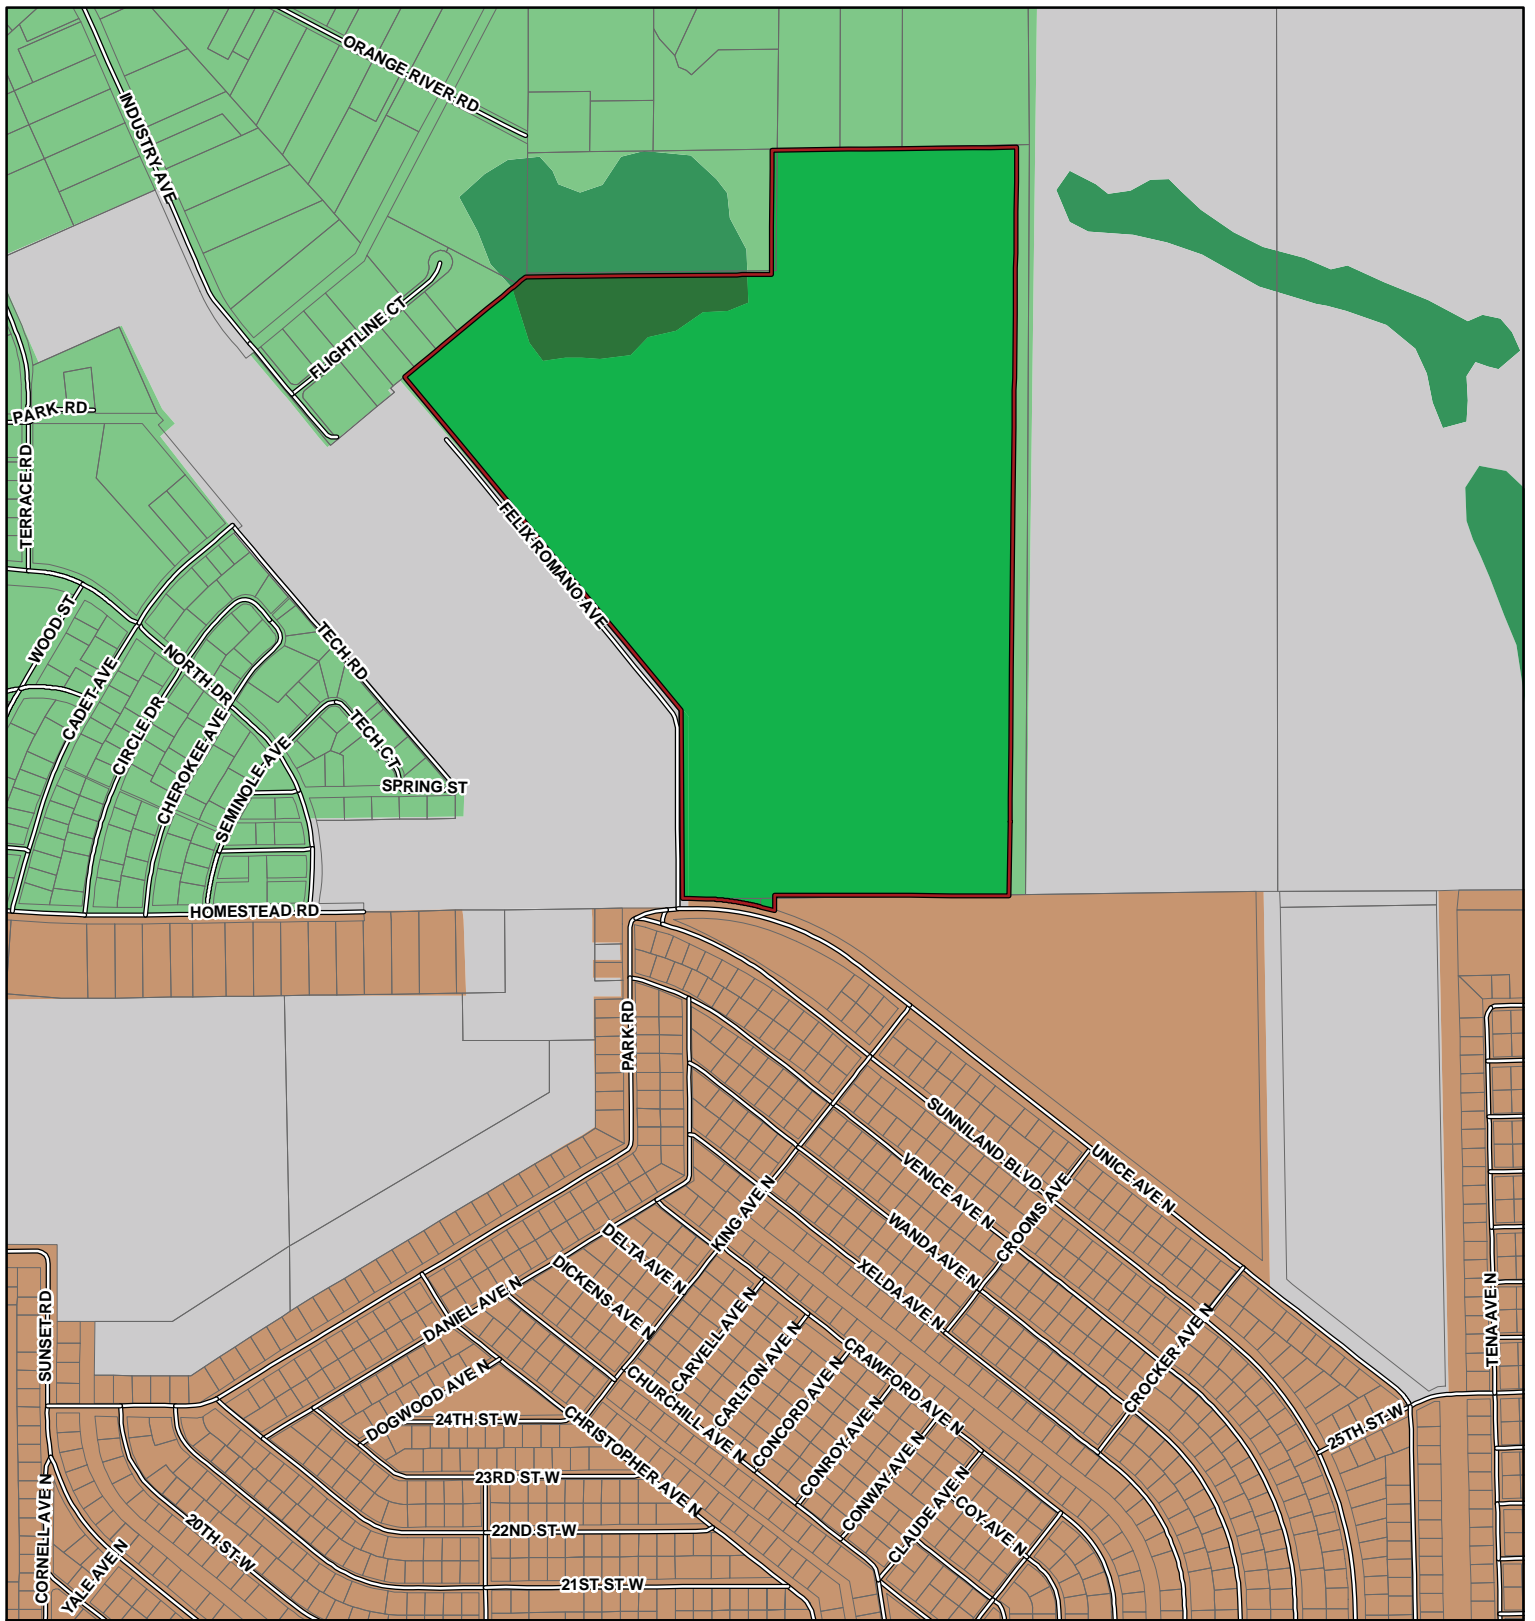 ORANGE RIVER RD
INDUSTRY AVE
FLIGHTLINE CT
PARK RD
TERRACE RD
FELIX ROMANO AVE
WOOD ST
CADET AVE
NORTH DR
CIRCLE DR
CHEROKEE AVE
TECH RD
TECH CT
SEMINOLE AVE
SPRING ST
HOMESTEAD RD
PARK RD
SUNNILAND BLVD
UNICE AVE N
VENICE AVE N
CROOMS AVE
WANDA AVE N
KING AVE N
XELDA AVE N
DELTA AVE N
DICKENS AVE N
DANIEL AVE N
SUNSET RD
TENA AVE N
CARVELL AVE N
CARLTON AVE N
CRAWFORD AVE N
CROCKER AVE N
CONCORD AVE N
CHURCHILL AVE N
DOGWOOD AVE N
24TH ST W
CHRISTOPHER AVE N
25TH ST W
CONROY AVE N
CONWAY AVE N
23RD ST W
CLAUDE AVE N
COY AVE N
CORNELL AVE N
20TH ST W
22ND ST W
YALE AVE N
21ST ST W